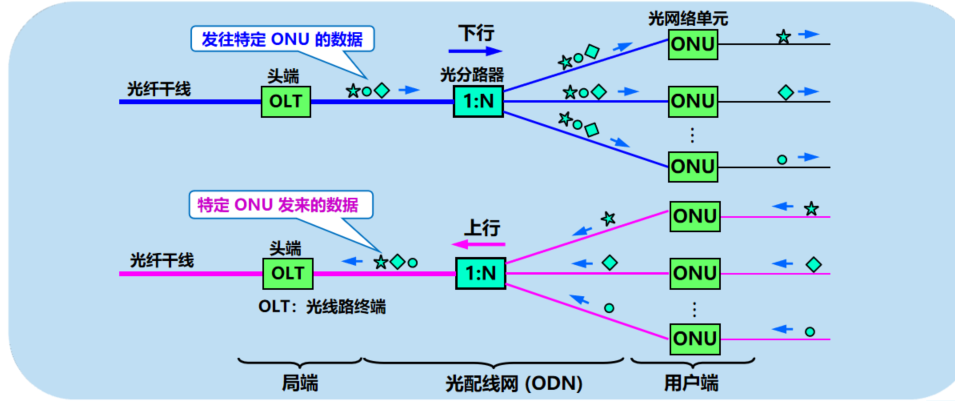 光网络单元
发往特定 ONU 的数据
下行
ONU
头端
光分路器
光纤干线
OLT
1:N
ONU
⋮
ONU
特定 ONU 发来的数据
上行
ONU
头端
光纤干线
OLT
1:N
ONU
OLT：光线路终端
⋮
ONU
局端
光配线网 (ODN)
用户端